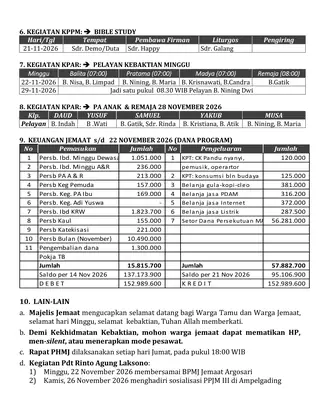 6. KEGIATAN KPPM: ➔ BIBLE STUDY
Hari/Tgl Tempat Pembawa Firman Liturgos Pengiring
21-11-2026 Sdr. Demo/Duta Sdr. Happy Sdr. Galang
7. KEGIATAN KPAR: ➔ PELAYAN KEBAKTIAN MINGGU
Minggu Balita (07:00) Pratama (07:00) Madya (07:00) Remaja (08:00)
22-11-2026 B. Nisa, B. Limpad B. Nining, B. Maria B. Krisnawati, B.Candra B.Gatik
29-11-2026 Jadi satu pukul 08.30 WIB Pelayan B. Nining Dwi
8. KEGIATAN KPAR: ➔ PA ANAK & REMAJA 28 NOVEMBER 2026
Klp. DAUD YUSUF SAMUEL YAKUB MUSA
Pelayan B. Indah B .Wati B.Gatik, Sdr. Rinda B. Kristiana, B. Atik B. Nining, B. Maria
9. KEUANGAN JEMAAT s/d 22 NOVEMBER 2026 (DANA PROGRAM)
No Pemasukan Jumlah No Pengeluaran Jumlah
1 Persb. Ibd. Minggu Dewasa 1.051.000 1 KPT: CK Pandu nyanyi, 120.000
2 Persb. Ibd. Minggu A&R 236.000 pemusik, operator
3 Persb PA A & R 213.000 2 KPT: konsumsi bln budaya 125.000
4 Persb Keg Pemuda 157.000 3 Belanja gula-kopi-dleo 381.000
5 Persb. Keg. PA Ibu 169.000 4 Belanja jasa PDAM 316.200
6 Persb. Keg. Adi Yuswa - 5 Belanja jasa Internet 372.000
7 Persb. Ibd KRW 1.823.700 6 Belanja jasa Listrik 287.500
8 Persb Kaul 155.000 7 Setor Dana Persekutuan M 56.281.000
9 Persb Katekisasi 221.000
10 Persb Bulan (November) 10.490.000
11 Pengembalian dana 1.300.000
Pokja TB
Jumlah 15.815.700 Jumlah 57.882.700
Saldo per 14 Nov 2026 137.173.900 Saldo per 21 Nov 2026 95.106.900
D E B E T 152.989.600 K R E D I T 152.989.600
10. LAIN-LAIN
a. Majelis Jemaat mengucapkan selamat datang bagi Warga Tamu dan Warga Jemaat,
selamat hari Minggu, selamat kebaktian, Tuhan Allah memberkati.
b. Demi Kekhidmatan Kebaktian, mohon warga jemaat dapat mematikan HP,
men-silent, atau menerapkan mode pesawat.
c. Rapat PHMJ dilaksanakan setiap hari Jumat, pada pukul 18:00 WIB
d. Kegiatan Pdt Rinto Agung Laksono:
1) Minggu, 22 November 2026 membersamai BPMJ Jemaat Argosari
2) Kamis, 26 November 2026 menghadiri sosialisasi PPJM III di Ampelgading